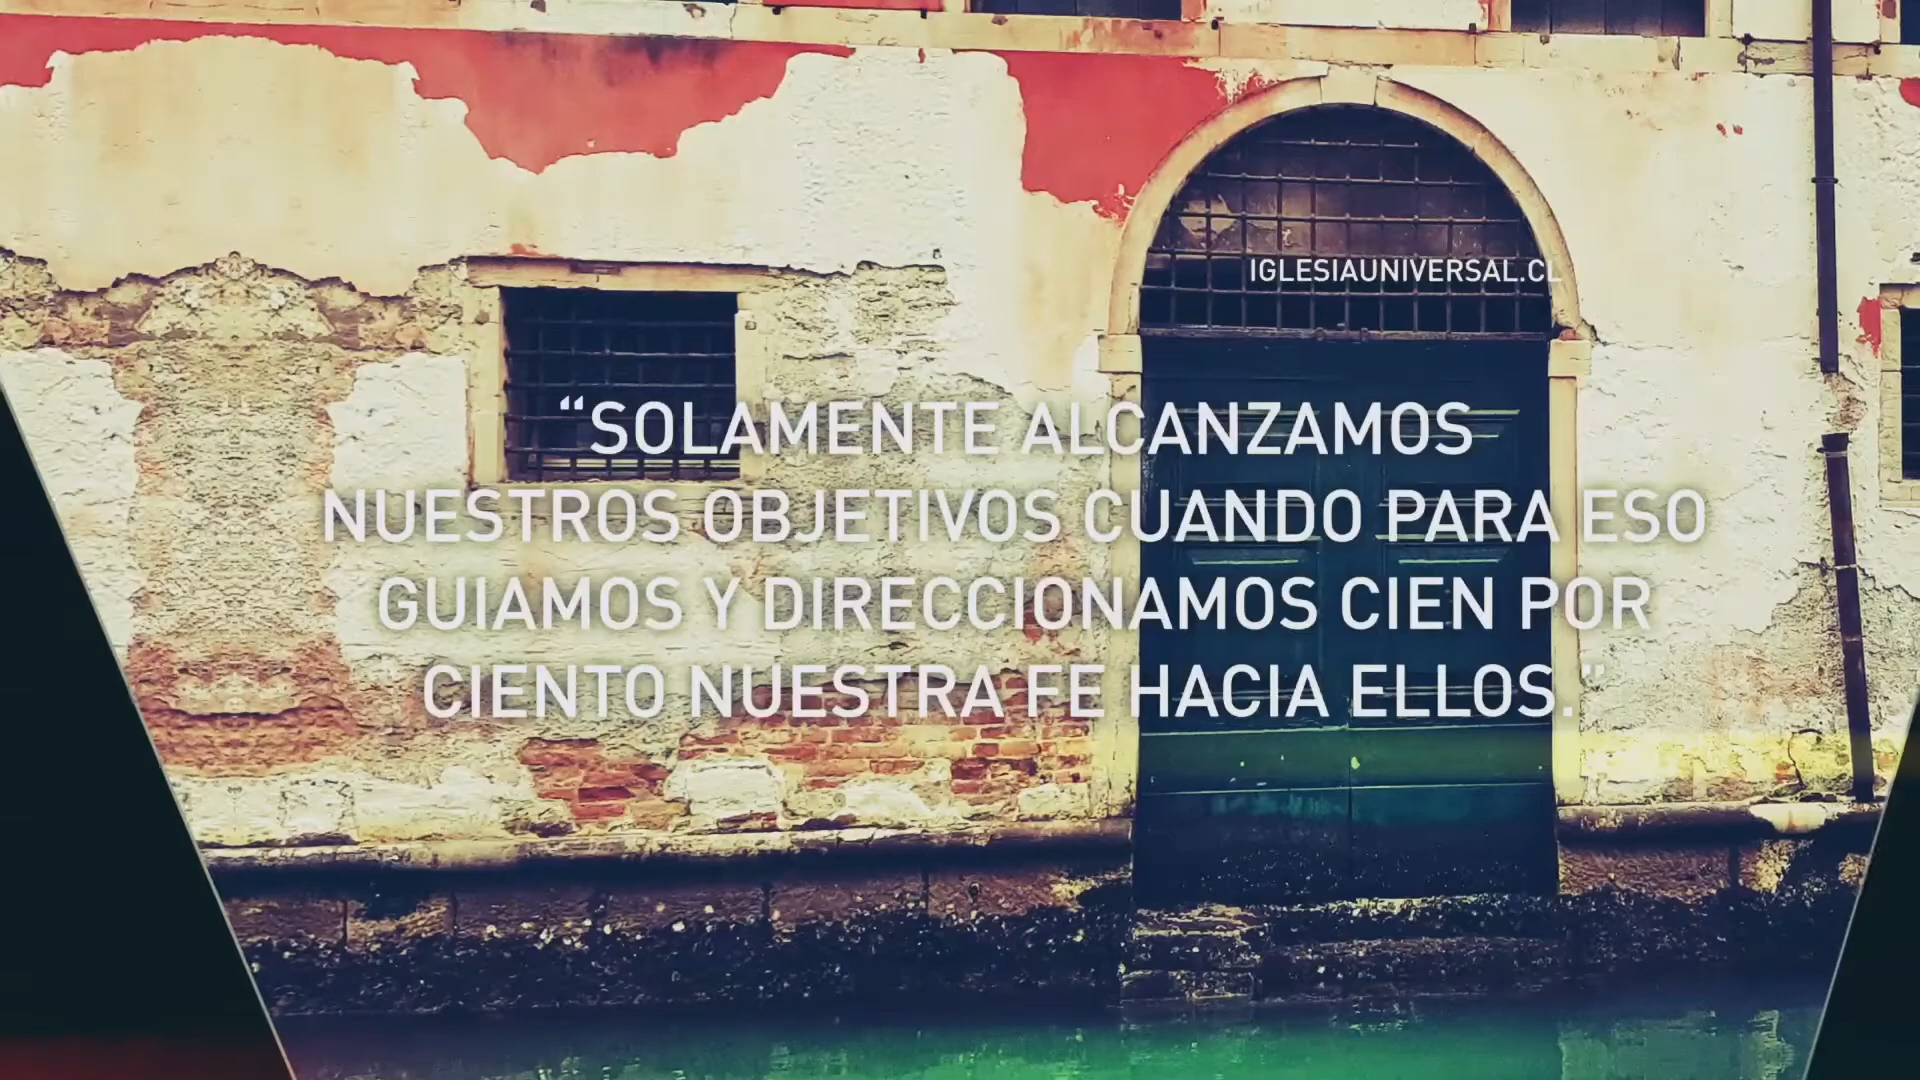 IGLESIAUNIVERSAL.CL
“SOLAMENTE ALCANZAMOS
NUESTROS OBJETIVOS CUANDO PARA ESO
GUIAMOS Y DIRECCIONAMOS CIEN POR
CIENTO NUESTRA FE HACIA ELLOS.”